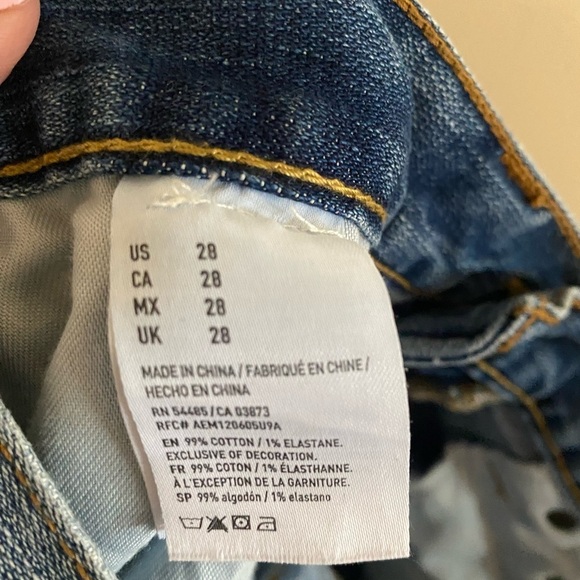 US 28
CA 28
MX 28
UK 28
MADE IN CHINA / FABRIQUÉ EN CHINE /
HECHO EN CHINA
RN 54485 / CA 03873
RFC# AEM120605U9A
EN 99% COTTON / 1% ELASTANE.
EXCLUSIVE OF DECORATION.
FR 99% COTON / 1% ÉLASTHANNE.
À L'EXCEPTION DE LA GARNITURE.
SP 99% algodón / 1% elastano